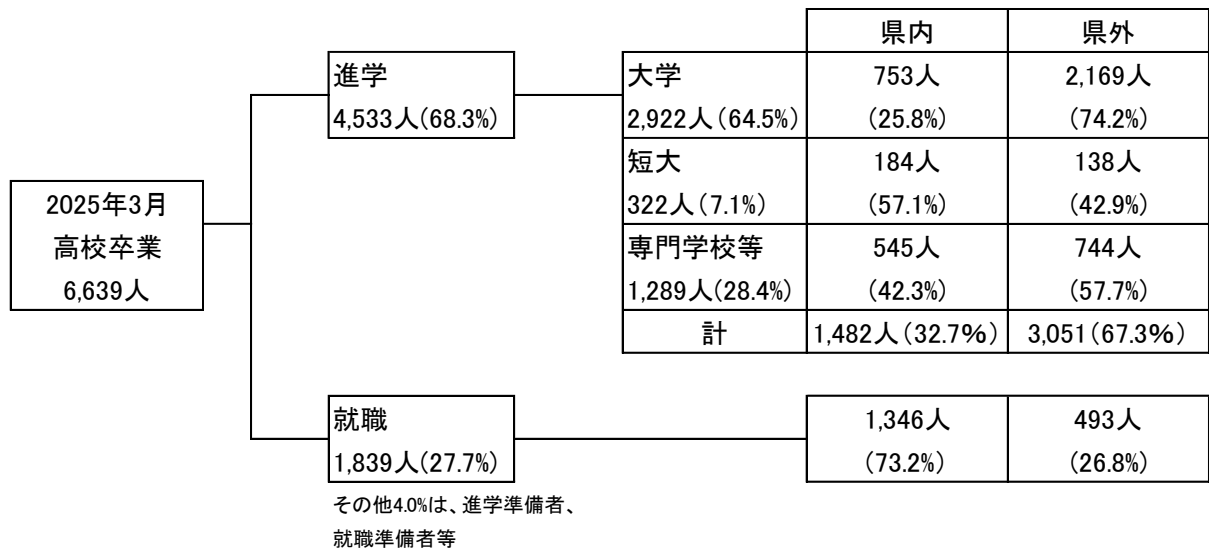 県内 県外
進学
4,533人(68.3%)
大学
2,922人(64.5%)
753人
(25.8%)
2,169人
(74.2%)
短大
322人(7.1%)
184人
(57.1%)
138人
(42.9%)
専門学校等
1,289人(28.4%)
545人
(42.3%)
744人
(57.7%)
計 1,482人(32.7%) 3,051(67.3%)
2025年3月
高校卒業
6,639人
就職
1,839人(27.7%)
1,346人
(73.2%)
493人
(26.8%)
その他4.0%は、進学準備者、
就職準備者等